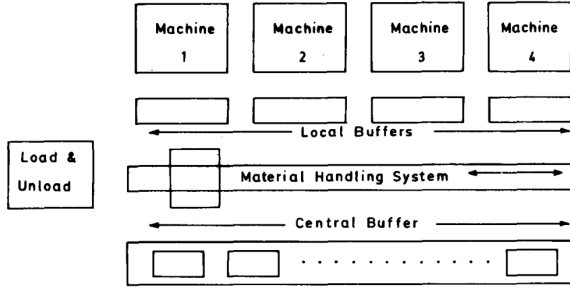 Machine
1
Machine
2
Machine
3
Machine
4
Local Buffers
Load &
Unload
Material Handling System
Central Buffer